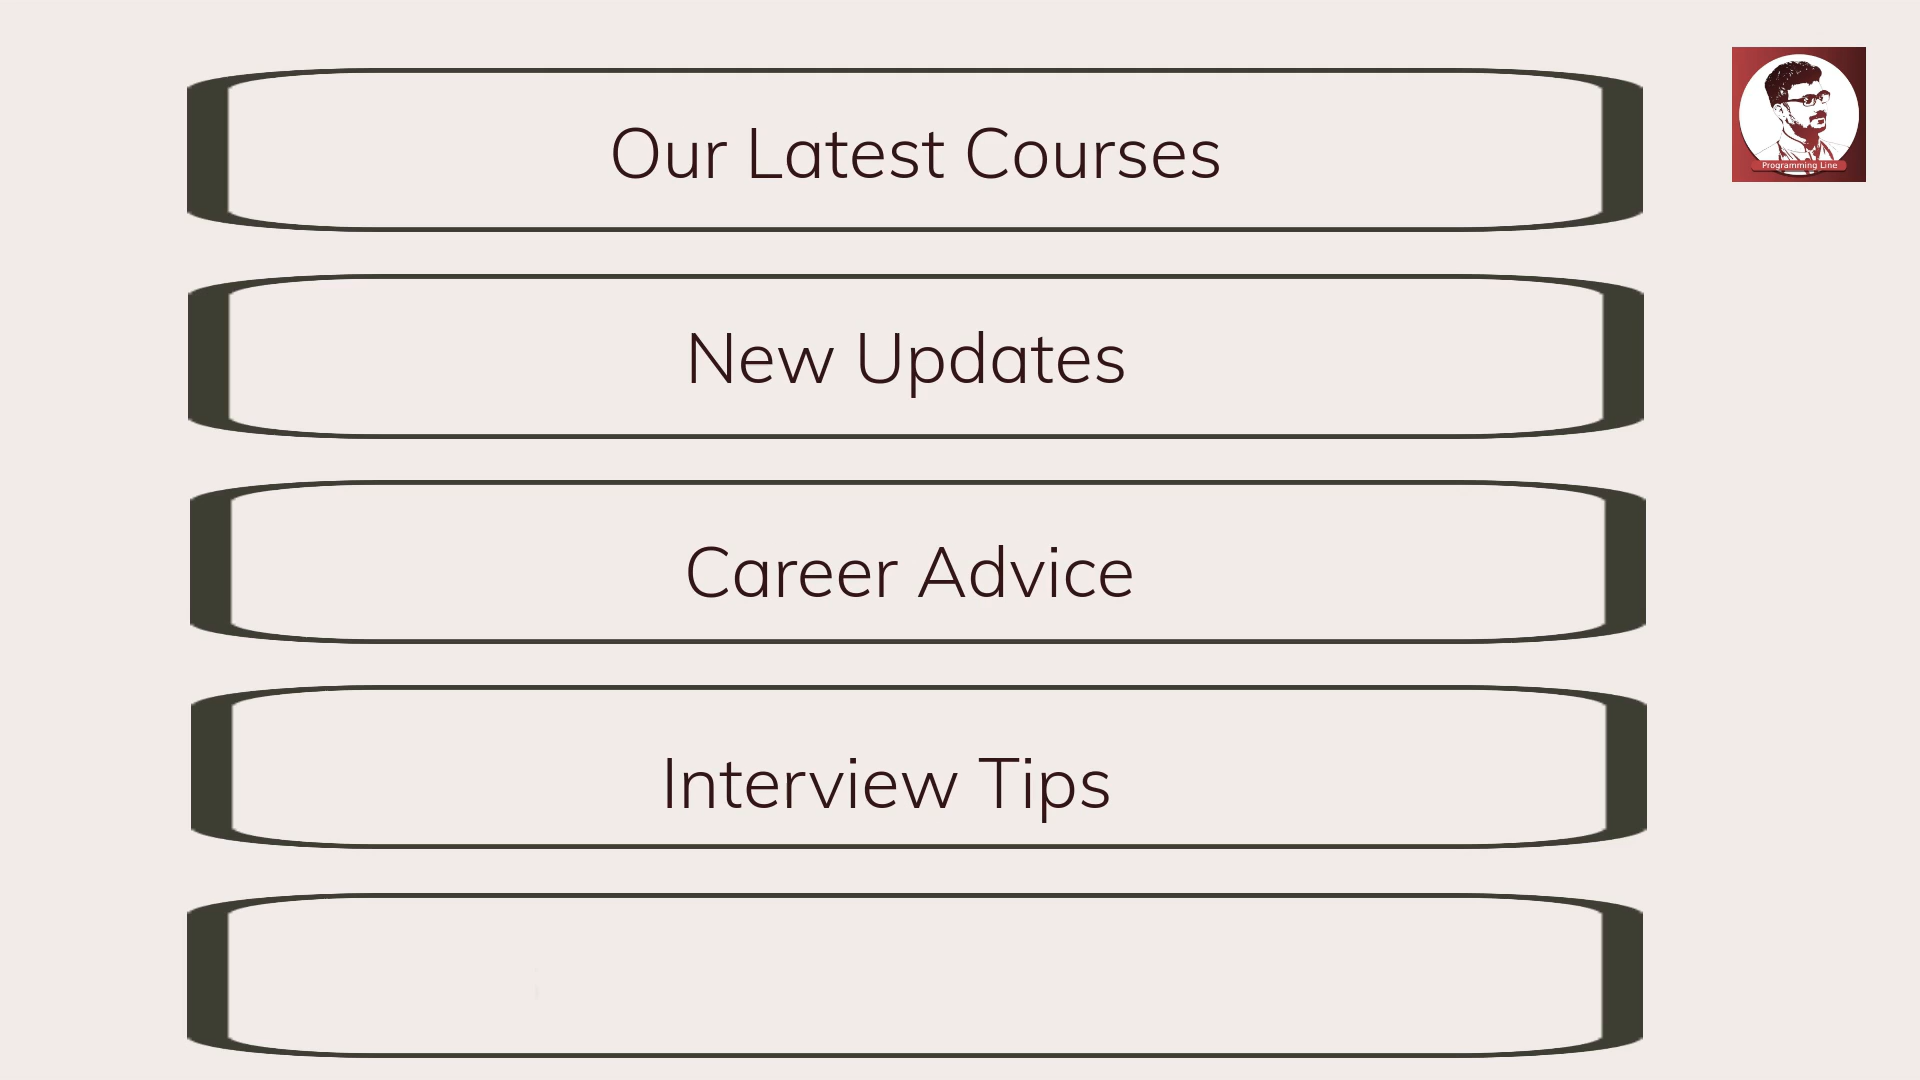 Our Latest Courses
Programming Line
New Updates
Career Advice
Interview Tips